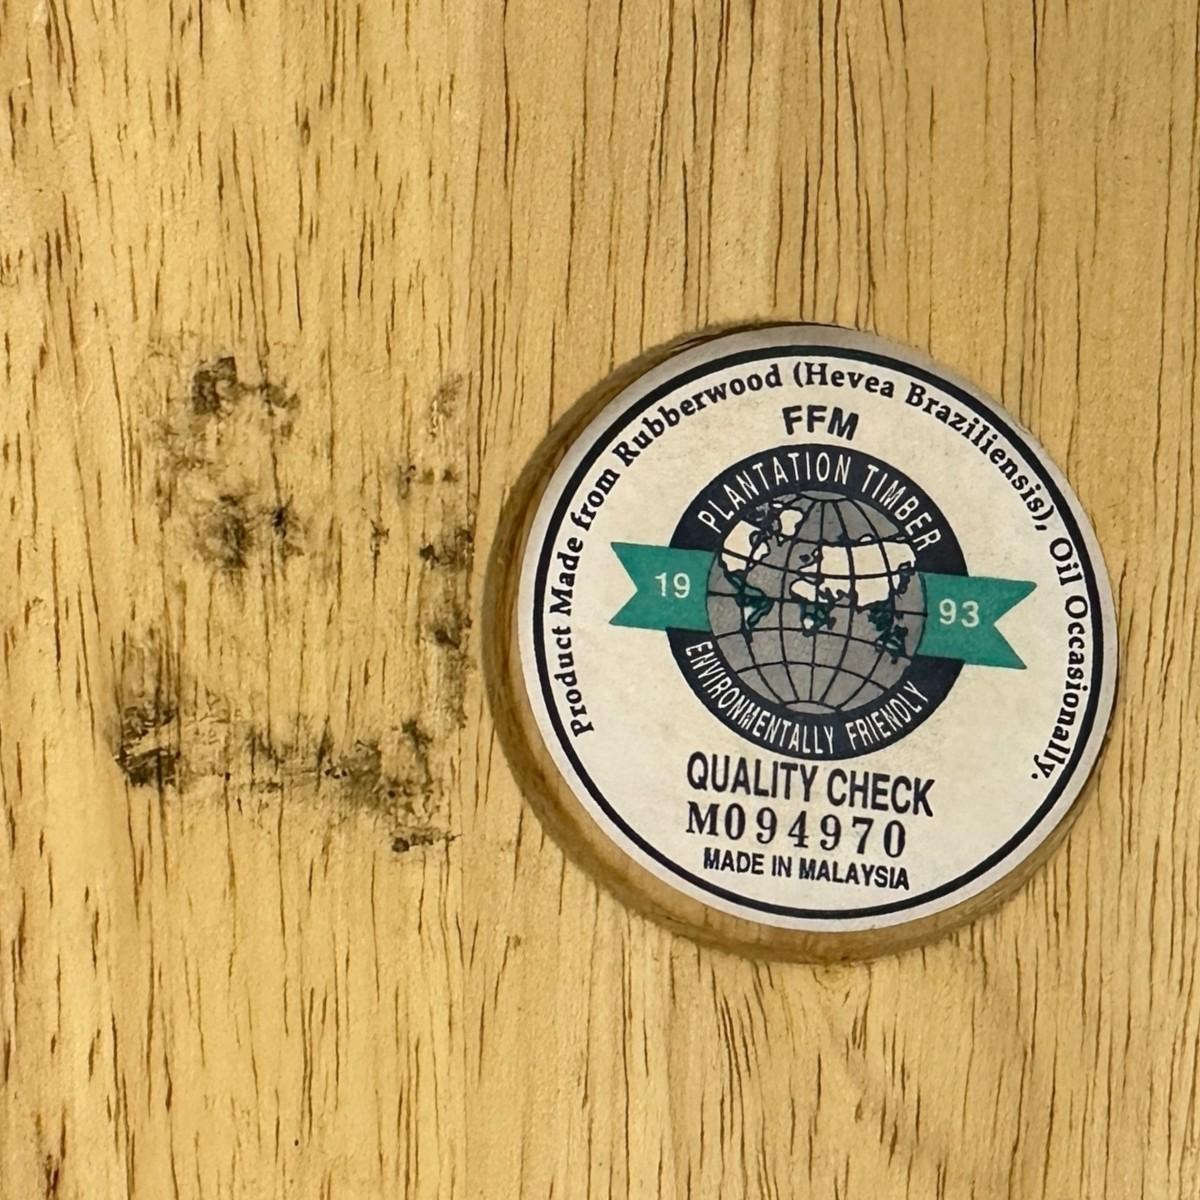 Product Made from Rubberwood (Hevea Braziliensis), Oil Occasionally.
FFM
PLANTATION TIMBER
19 93
ENVIRONMENTALLY FRIENDLY
QUALITY CHECK
M094970
MADE IN MALAYSIA